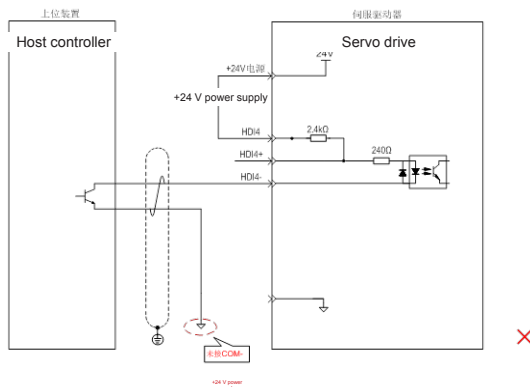 上位装置
Host controller
伺服驱动器
Servo drive
24V
+24V电源
+24 V power supply
HDI4
2.4kΩ
HDI4+
240Ω
HDI4-
未接COM-
+24 V power